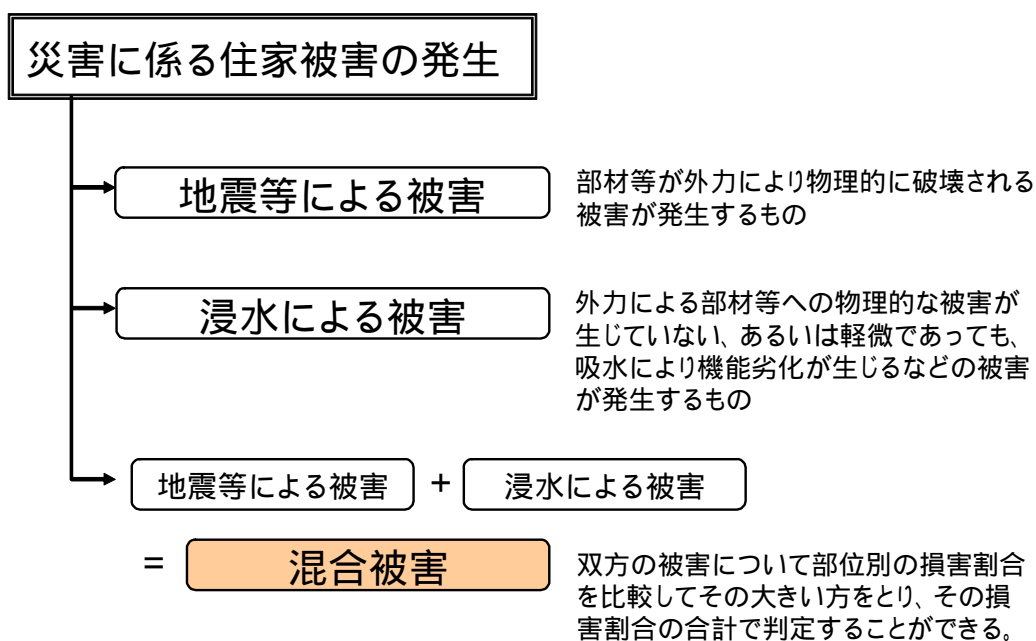 災害に係る住家被害の発生
地震等による被害
部材等が外力により物理的に破壊される
被害が発生するもの
浸水による被害
外力による部材等への物理的な被害が
生じていない、あるいは軽微であっても、
吸水により機能劣化が生じるなどの被害
が発生するもの
地震等による被害 + 浸水による被害
= 混合被害
双方の被害について部位別の損害割合
を比較してその大きい方をとり、その損
害割合の合計で判定することができる。